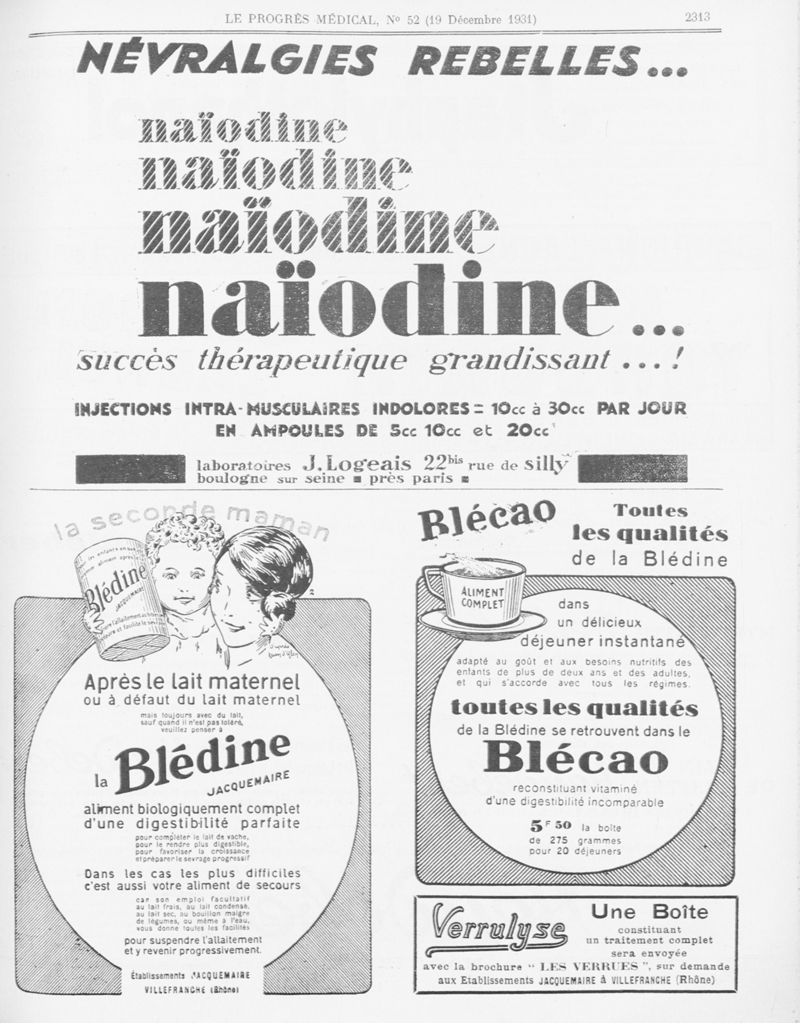 LE PROGRÈS MÉDICAL, No 52 (19 Décembre 1931)
2313
NÉVRALGIES REBELLES...
naïodine
naïodine
naïodine
naïodine...
succès thérapeutique grandissant...!
INJECTIONS INTRA-MUSCULAIRES INDOLORES = 10cc à 30cc PAR JOUR
EN AMPOULES DE 5cc 10cc et 20cc
laboratoires J. Logeais 22bis rue de silly
boulogne sur seine ■ près paris ■
la seconde maman
Blédine
JACQUEMAIRE
2
Après le lait maternel
ou à défaut du lait maternel
mais toujours avec du lait,
sauf quand il n'est pas toléré,
veuillez penser à
la Blédine
JACQUEMAIRE
aliment biologiquement complet
d'une digestibilité parfaite
pour compléter le lait de vache,
pour le rendre plus digestible,
pour favoriser la croissance
et préparer le sevrage progressif
Dans les cas les plus difficiles
c'est aussi votre aliment de secours
car son emploi facultatif
au lait frais, au lait condensé,
au lait sec, au bouillon maigre
de légumes, ou même à l'eau,
vous donne toutes les facilités
pour suspendre l'allaitement
et y revenir progressivement.
Établissements JACQUEMAIRE
VILLEFRANCHE (Rhône)
Blécao
Toutes
les qualités
de la Blédine
ALIMENT
COMPLET
dans
un délicieux
déjeuner instantané
adapté au goût et aux besoins nutritifs des
enfants de plus de deux ans et des adultes,
et qui s'accorde avec tous les régimes.
toutes les qualités
de la Blédine se retrouvent dans le
Blécao
reconstituant vitaminé
d'une digestibilité incomparable
5F 50 la boîte
de 275 grammes
pour 20 déjeuners
Verrulyse
Une Boîte
constituant
un traitement complet
sera envoyée
avec la brochure " LES VERRUES ", sur demande
aux Etablissements JACQUEMAIRE à VILLEFRANCHE (Rhône)